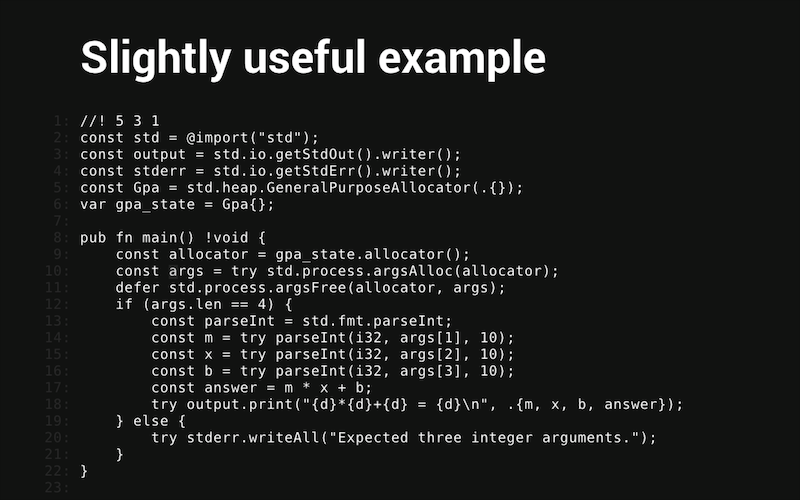 Slightly useful example
1: //! 5 3 1
2: const std = @import("std");
3: const output = std.io.getStdOut().writer();
4: const stderr = std.io.getStdErr().writer();
5: const Gpa = std.heap.GeneralPurposeAllocator(.{});
6: var gpa_state = Gpa{};
7:
8: pub fn main() !void {
9:     const allocator = gpa_state.allocator();
10:     const args = try std.process.argsAlloc(allocator);
11:     defer std.process.argsFree(allocator, args);
12:     if (args.len == 4) {
13:         const parseInt = std.fmt.parseInt;
14:         const m = try parseInt(i32, args[1], 10);
15:         const x = try parseInt(i32, args[2], 10);
16:         const b = try parseInt(i32, args[3], 10);
17:         const answer = m * x + b;
18:         try output.print("{d}*{d}+{d} = {d}\n", .{m, x, b, answer});
19:     } else {
20:         try stderr.writeAll("Expected three integer arguments.");
21:     }
22: }
23: